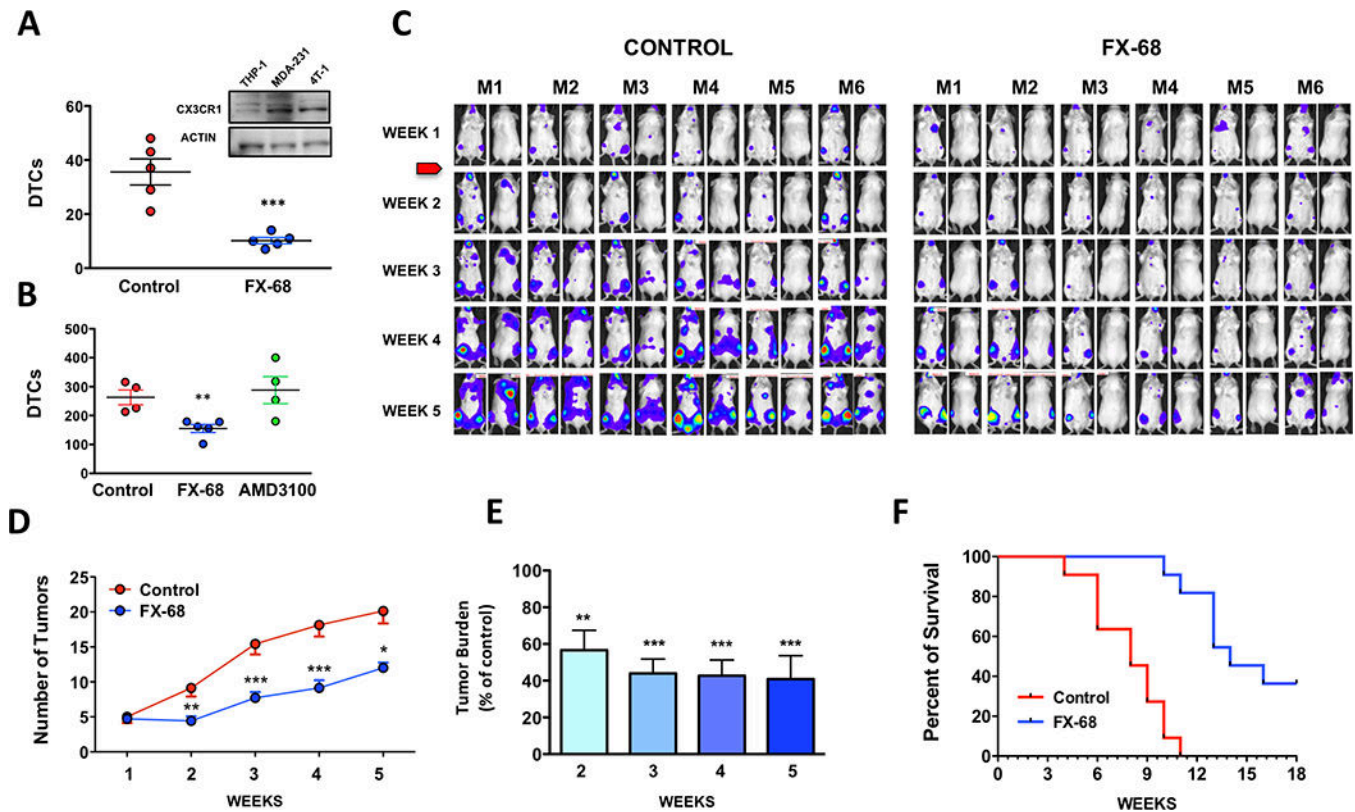 A
THP-1 MDA-231 4T-1
CX3CR1
ACTIN
60
40
20
0
DTCs
***
Control FX-68
B
500
400
300
200
100
0
DTCs
**
Control FX-68 AMD3100
C
CONTROL FX-68
M1 M2 M3 M4 M5 M6 M1 M2 M3 M4 M5 M6
WEEK 1
WEEK 2
WEEK 3
WEEK 4
WEEK 5
D
Number of Tumors
25
20
15
10
5
0
Control
FX-68
** *** *** *
1 2 3 4 5
WEEKS
E
Tumor Burden
(% of control)
100
80
60
40
20
0
** *** *** ***
2 3 4 5
WEEKS
F
Percent of Survival
100
80
60
40
20
0
Control
FX-68
0 3 6 9 12 15 18
WEEKS